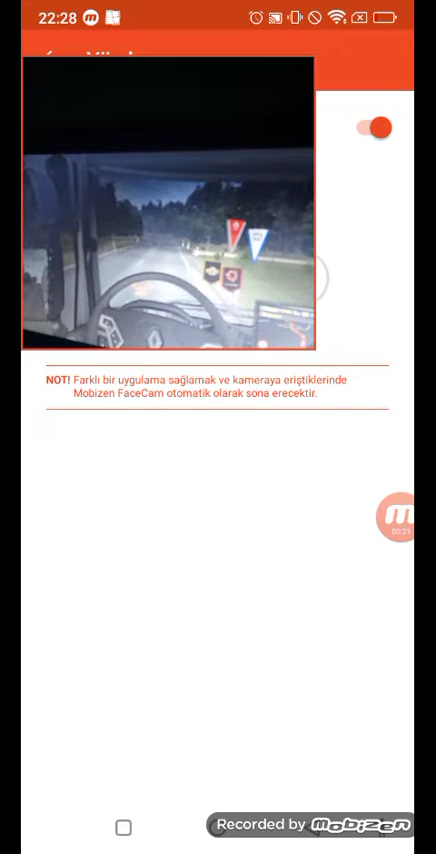 22:28
NOT! Farklı bir uygulama sağlamak ve kameraya eriştiklerinde
Mobizen FaceCam otomatik olarak sona erecektir.
00:21
Recorded by mobizen